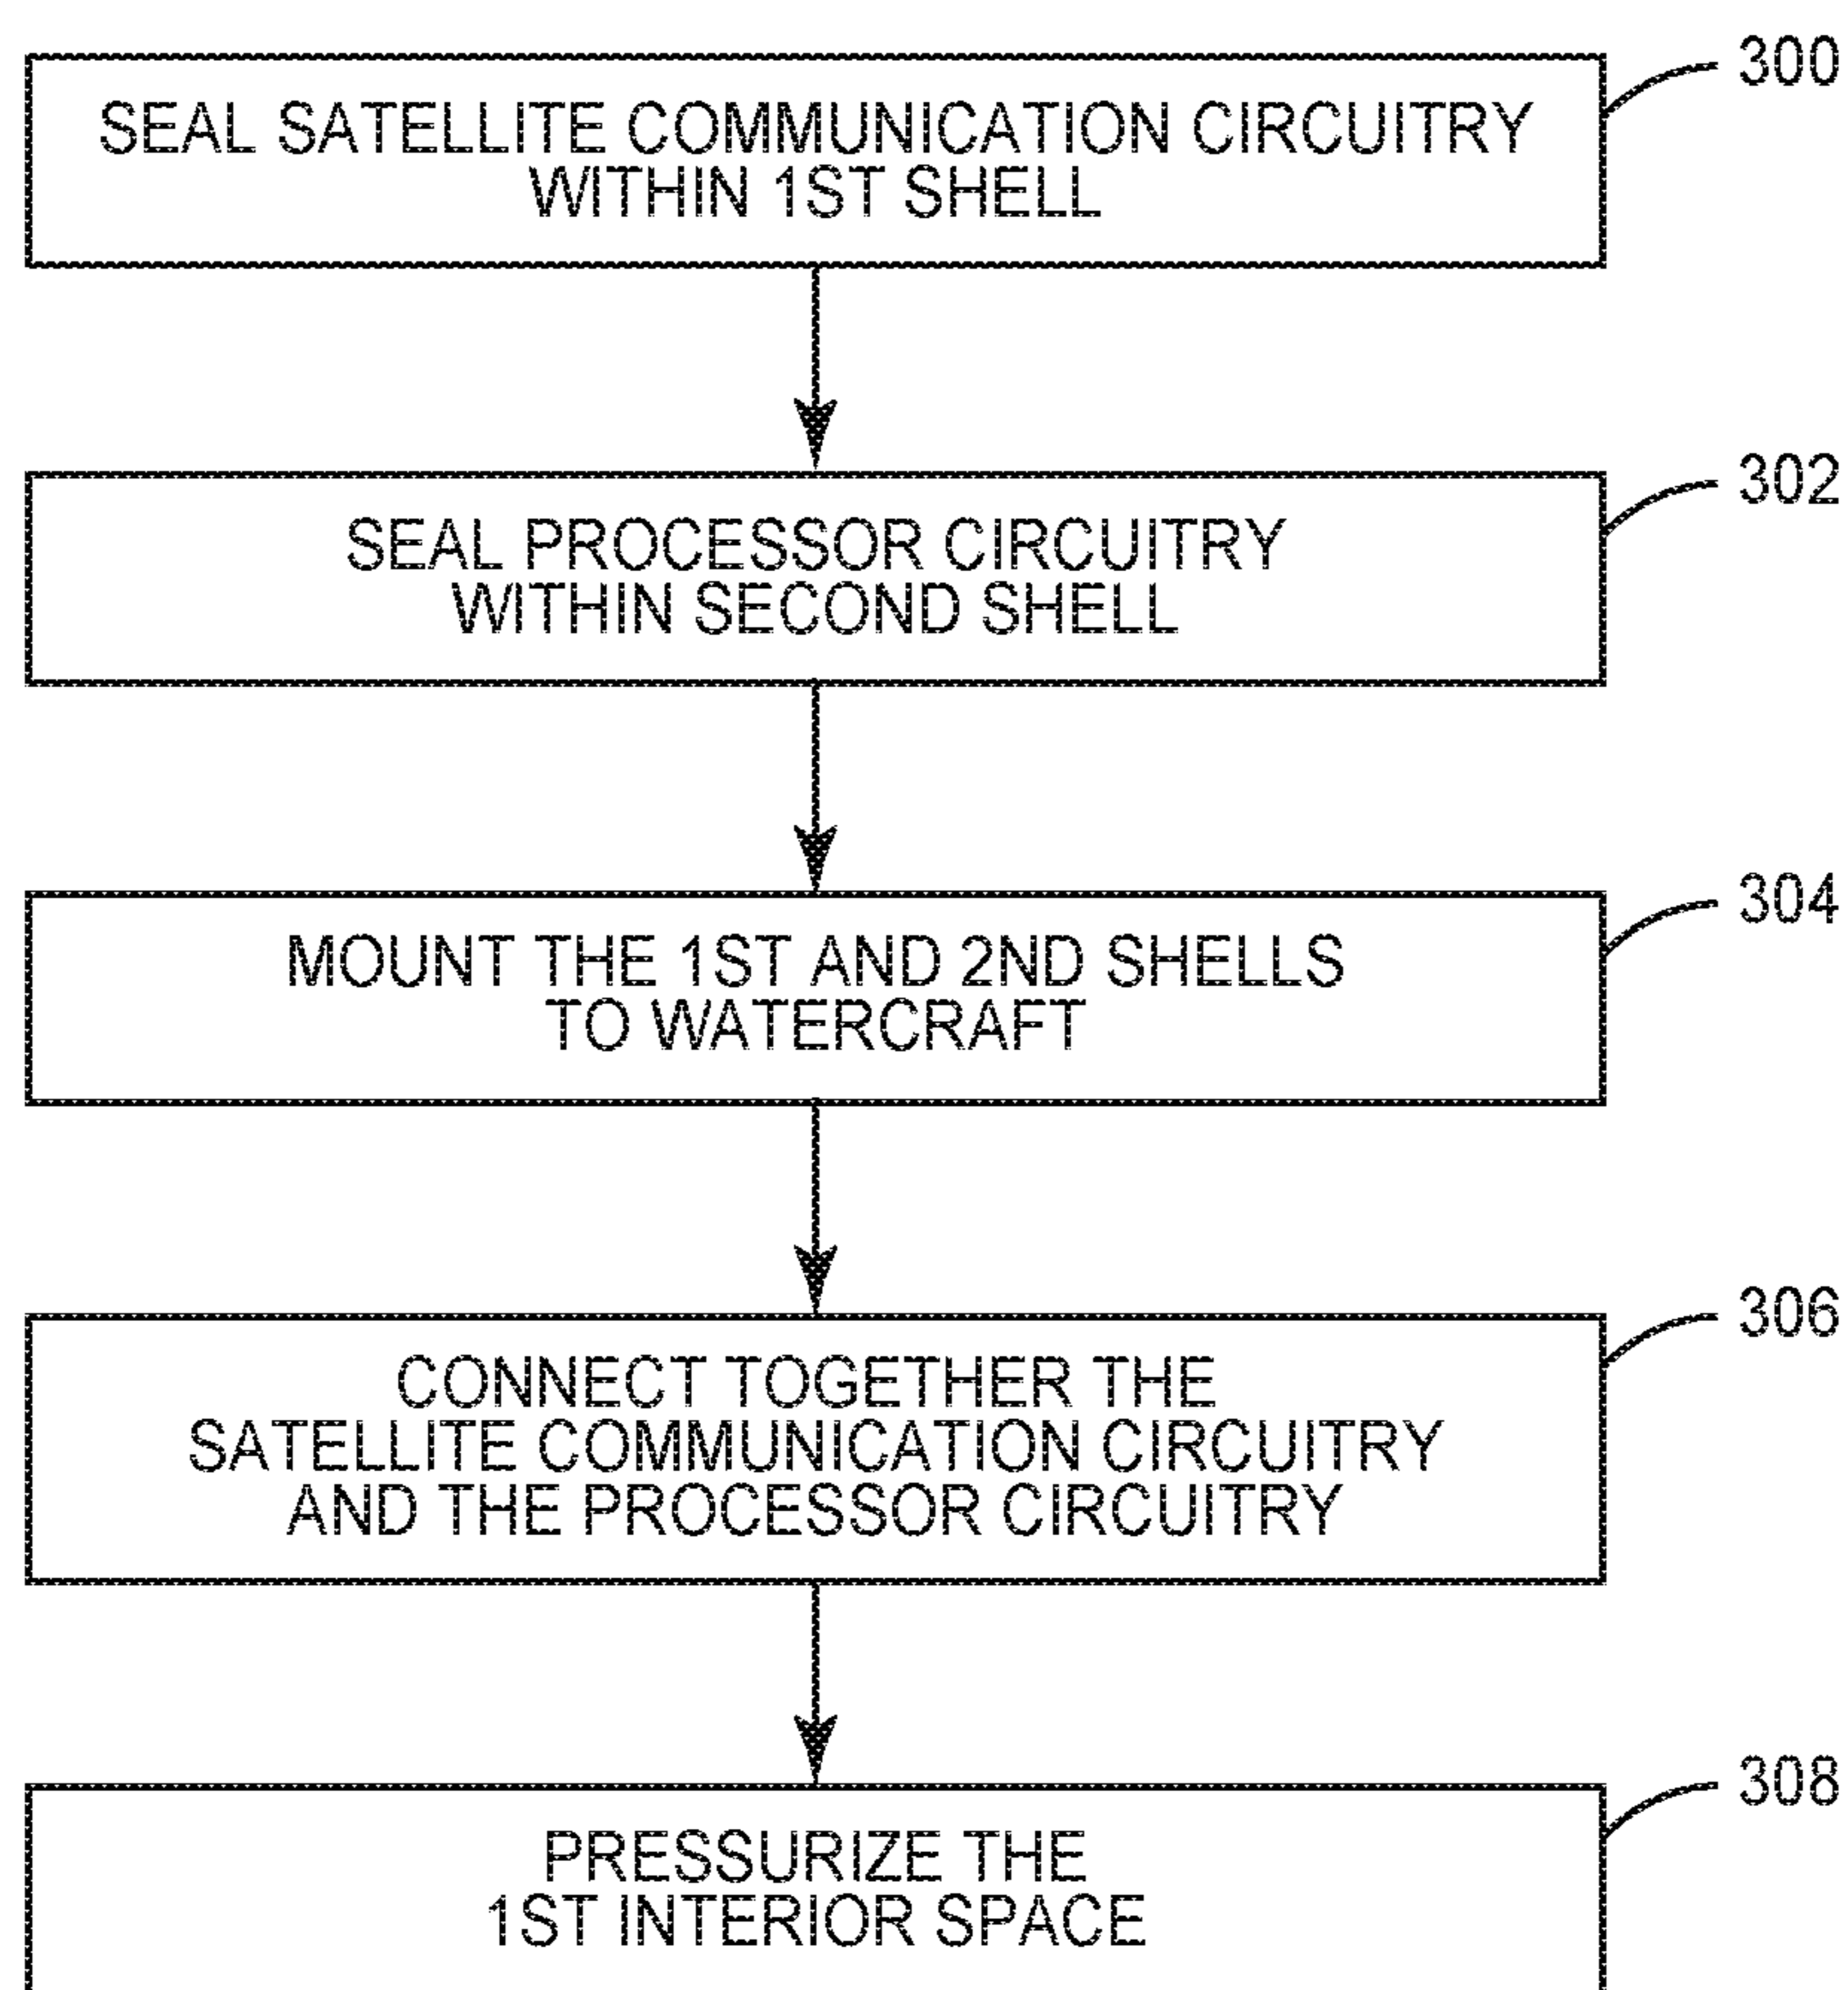 300
SEAL SATELLITE COMMUNICATION CIRCUITRY
WITHIN 1ST SHELL
302
SEAL PROCESSOR CIRCUITRY
WITHIN SECOND SHELL
304
MOUNT THE 1ST AND 2ND SHELLS
TO WATERCRAFT
306
CONNECT TOGETHER THE
SATELLITE COMMUNICATION CIRCUITRY
AND THE PROCESSOR CIRCUITRY
308
PRESSURIZE THE
1ST INTERIOR SPACE